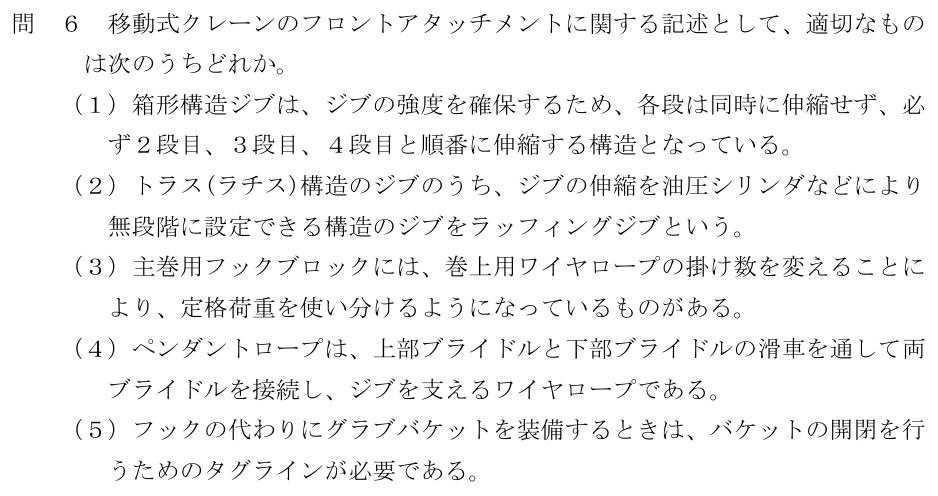 問　６　移動式クレーンのフロントアタッチメントに関する記述として、適切なもの
は次のうちどれか。
（１）箱形構造ジブは、ジブの強度を確保するため、各段は同時に伸縮せず、必
ず２段目、３段目、４段目と順番に伸縮する構造となっている。
（２）トラス(ラチス)構造のジブのうち、ジブの伸縮を油圧シリンダなどにより
無段階に設定できる構造のジブをラッフィングジブという。
（３）主巻用フックブロックには、巻上用ワイヤロープの掛け数を変えることに
より、定格荷重を使い分けるようになっているものがある。
（４）ペンダントロープは、上部ブライドルと下部ブライドルの滑車を通して両
ブライドルを接続し、ジブを支えるワイヤロープである。
（５）フックの代わりにグラブバケットを装備するときは、バケットの開閉を行
うためのタグラインが必要である。